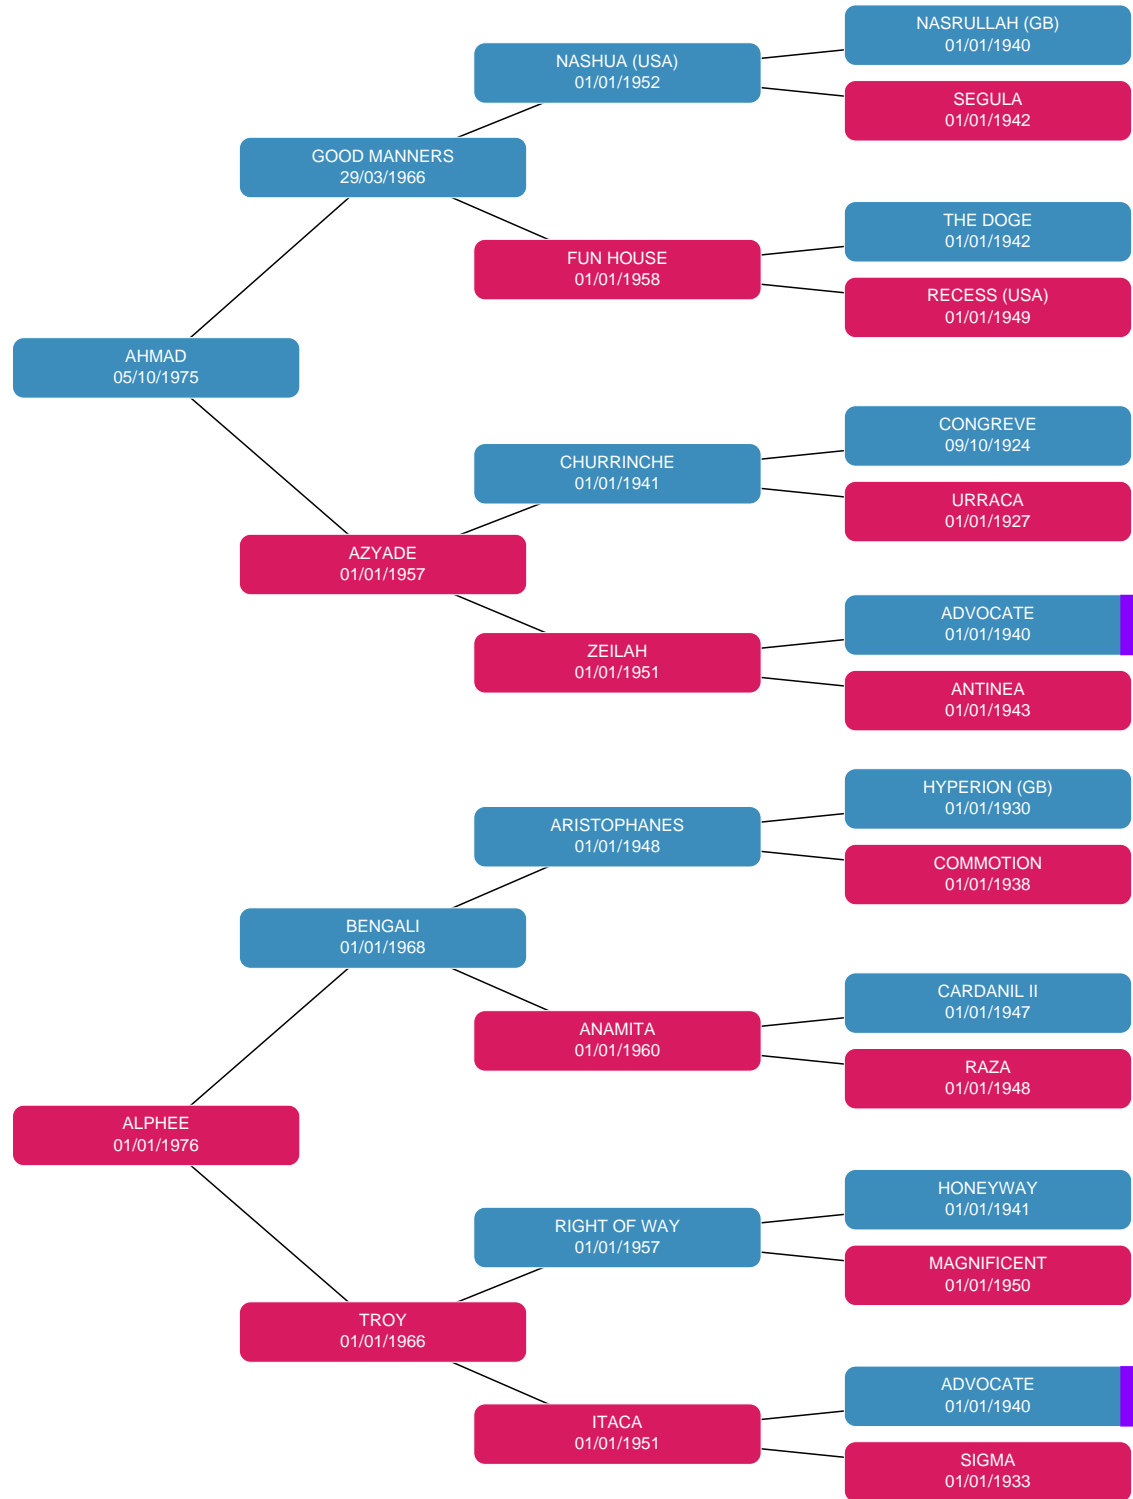 NASRULLAH (GB)
01/01/1940
NASHUA (USA)
01/01/1952
SEGULA
01/01/1942
GOOD MANNERS
29/03/1966
THE DOGE
01/01/1942
FUN HOUSE
01/01/1958
RECESS (USA)
01/01/1949
AHMAD
05/10/1975
CONGREVE
09/10/1924
CHURRINCHE
01/01/1941
URRACA
01/01/1927
AZYADE
01/01/1957
ADVOCATE
01/01/1940
ZEILAH
01/01/1951
ANTINEA
01/01/1943
HYPERION (GB)
01/01/1930
ARISTOPHANES
01/01/1948
COMMOTION
01/01/1938
BENGALI
01/01/1968
CARDANIL II
01/01/1947
ANAMITA
01/01/1960
RAZA
01/01/1948
ALPHEE
01/01/1976
HONEYWAY
01/01/1941
RIGHT OF WAY
01/01/1957
MAGNIFICENT
01/01/1950
TROY
01/01/1966
ADVOCATE
01/01/1940
ITACA
01/01/1951
SIGMA
01/01/1933